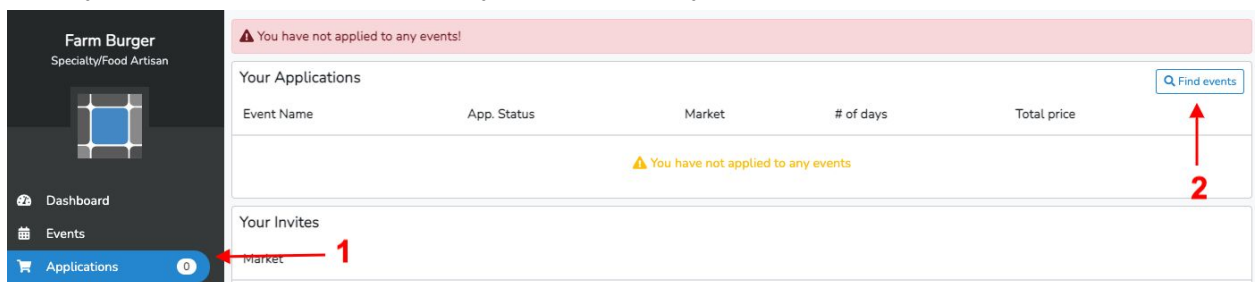 Farm Burger
Specialty/Food Artisan
Dashboard
Events
Applications 0
1
You have not applied to any events!
Your Applications
Find events
Event Name App. Status Market # of days Total price
You have not applied to any events
2
Your Invites
Market